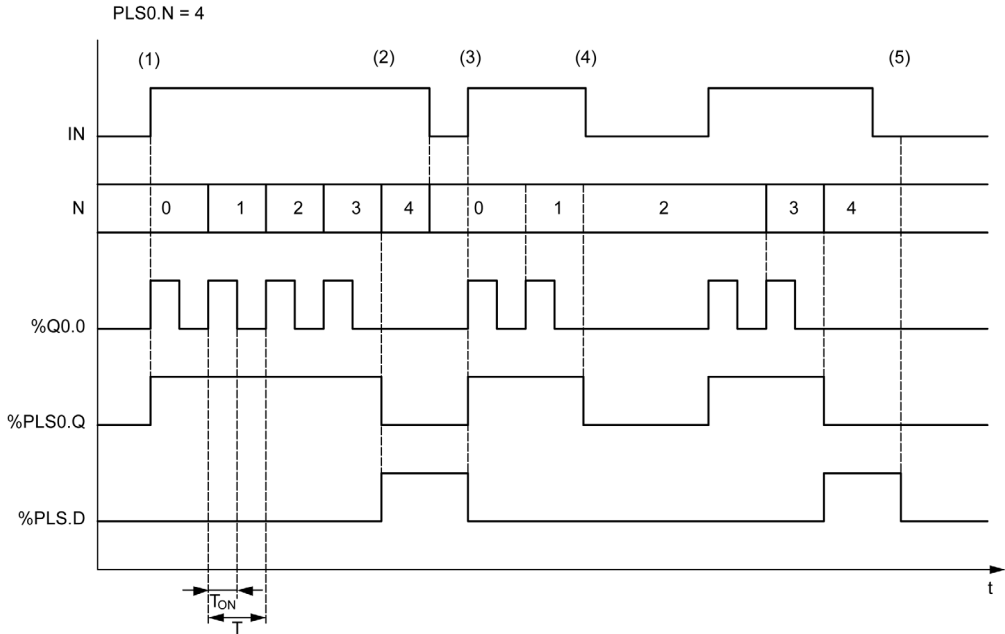 PLS0.N = 4
(1) (2) (3) (4) (5)
IN
N 0 1 2 3 4 0 1 2 3 4
%Q0.0
%PLS0.Q
%PLS.D
t
TON
T